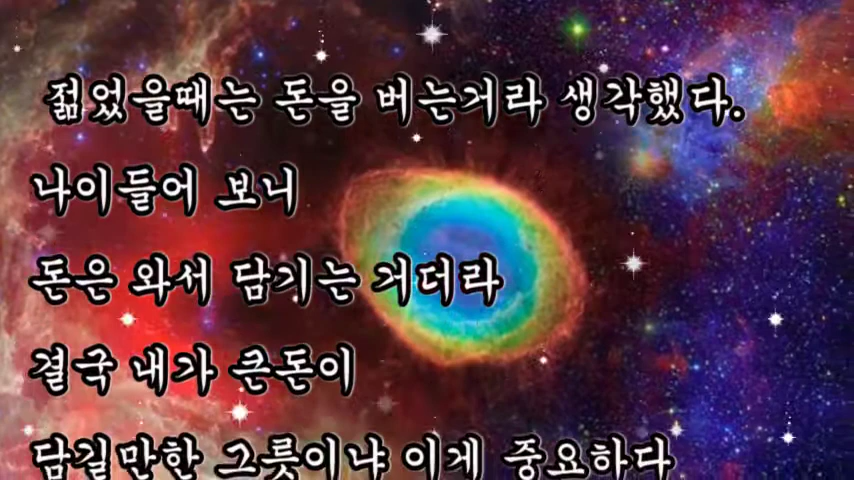 젊었을때는 돈을 버는거라 생각했다.
나이들어 보니
돈은 와서 담기는 거더라
결국 내가 큰돈이
담길만한 그릇이냐 이게 중요하다